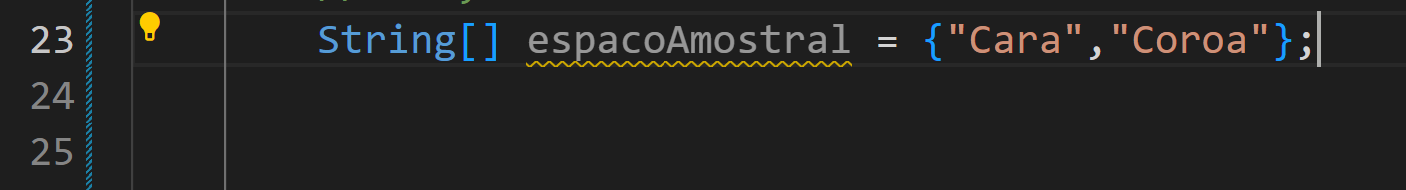 23 String[] espacoAmostral = {"Cara","Coroa"};
24
25